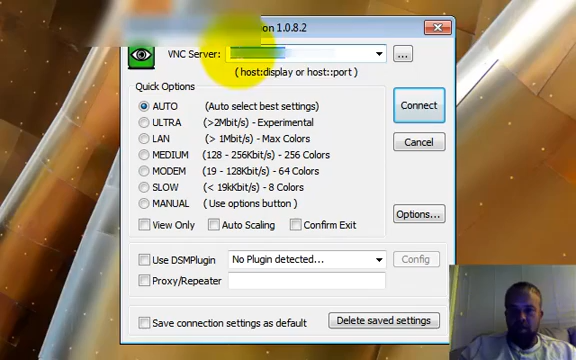 on 1.0.8.2
VNC Server:
...
( host:display or host::port )
Quick Options
AUTO (Auto select best settings)
ULTRA (>2Mbit/s) - Experimental
LAN (> 1Mbit/s) - Max Colors
MEDIUM (128 - 256Kbit/s) - 256 Colors
MODEM (19 - 128Kbit/s) - 64 Colors
SLOW (< 19kKbit/s) - 8 Colors
MANUAL (Use options button )
View Only Auto Scaling Confirm Exit
Connect
Cancel
Options...
Use DSMPlugin No Plugin detected... Config
Proxy/Repeater
Save connection settings as default Delete saved settings